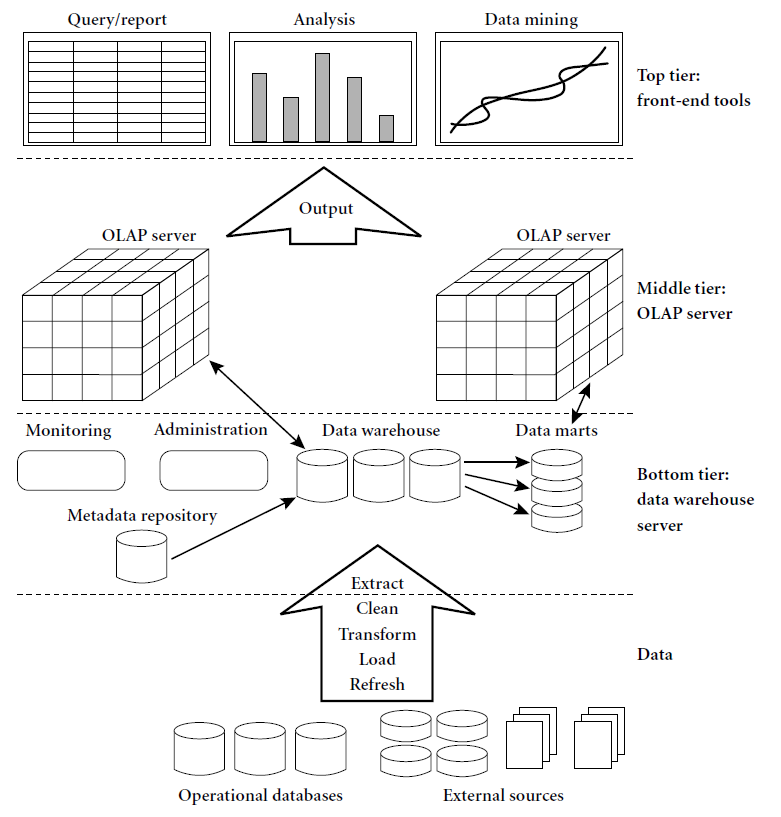 Query/report
Analysis
Data mining
Top tier:
front-end tools
Output
OLAP server
OLAP server
Middle tier:
OLAP server
Monitoring
Administration
Data warehouse
Data marts
Bottom tier:
data warehouse
server
Metadata repository
Extract
Clean
Transform
Load
Refresh
Data
Operational databases
External sources